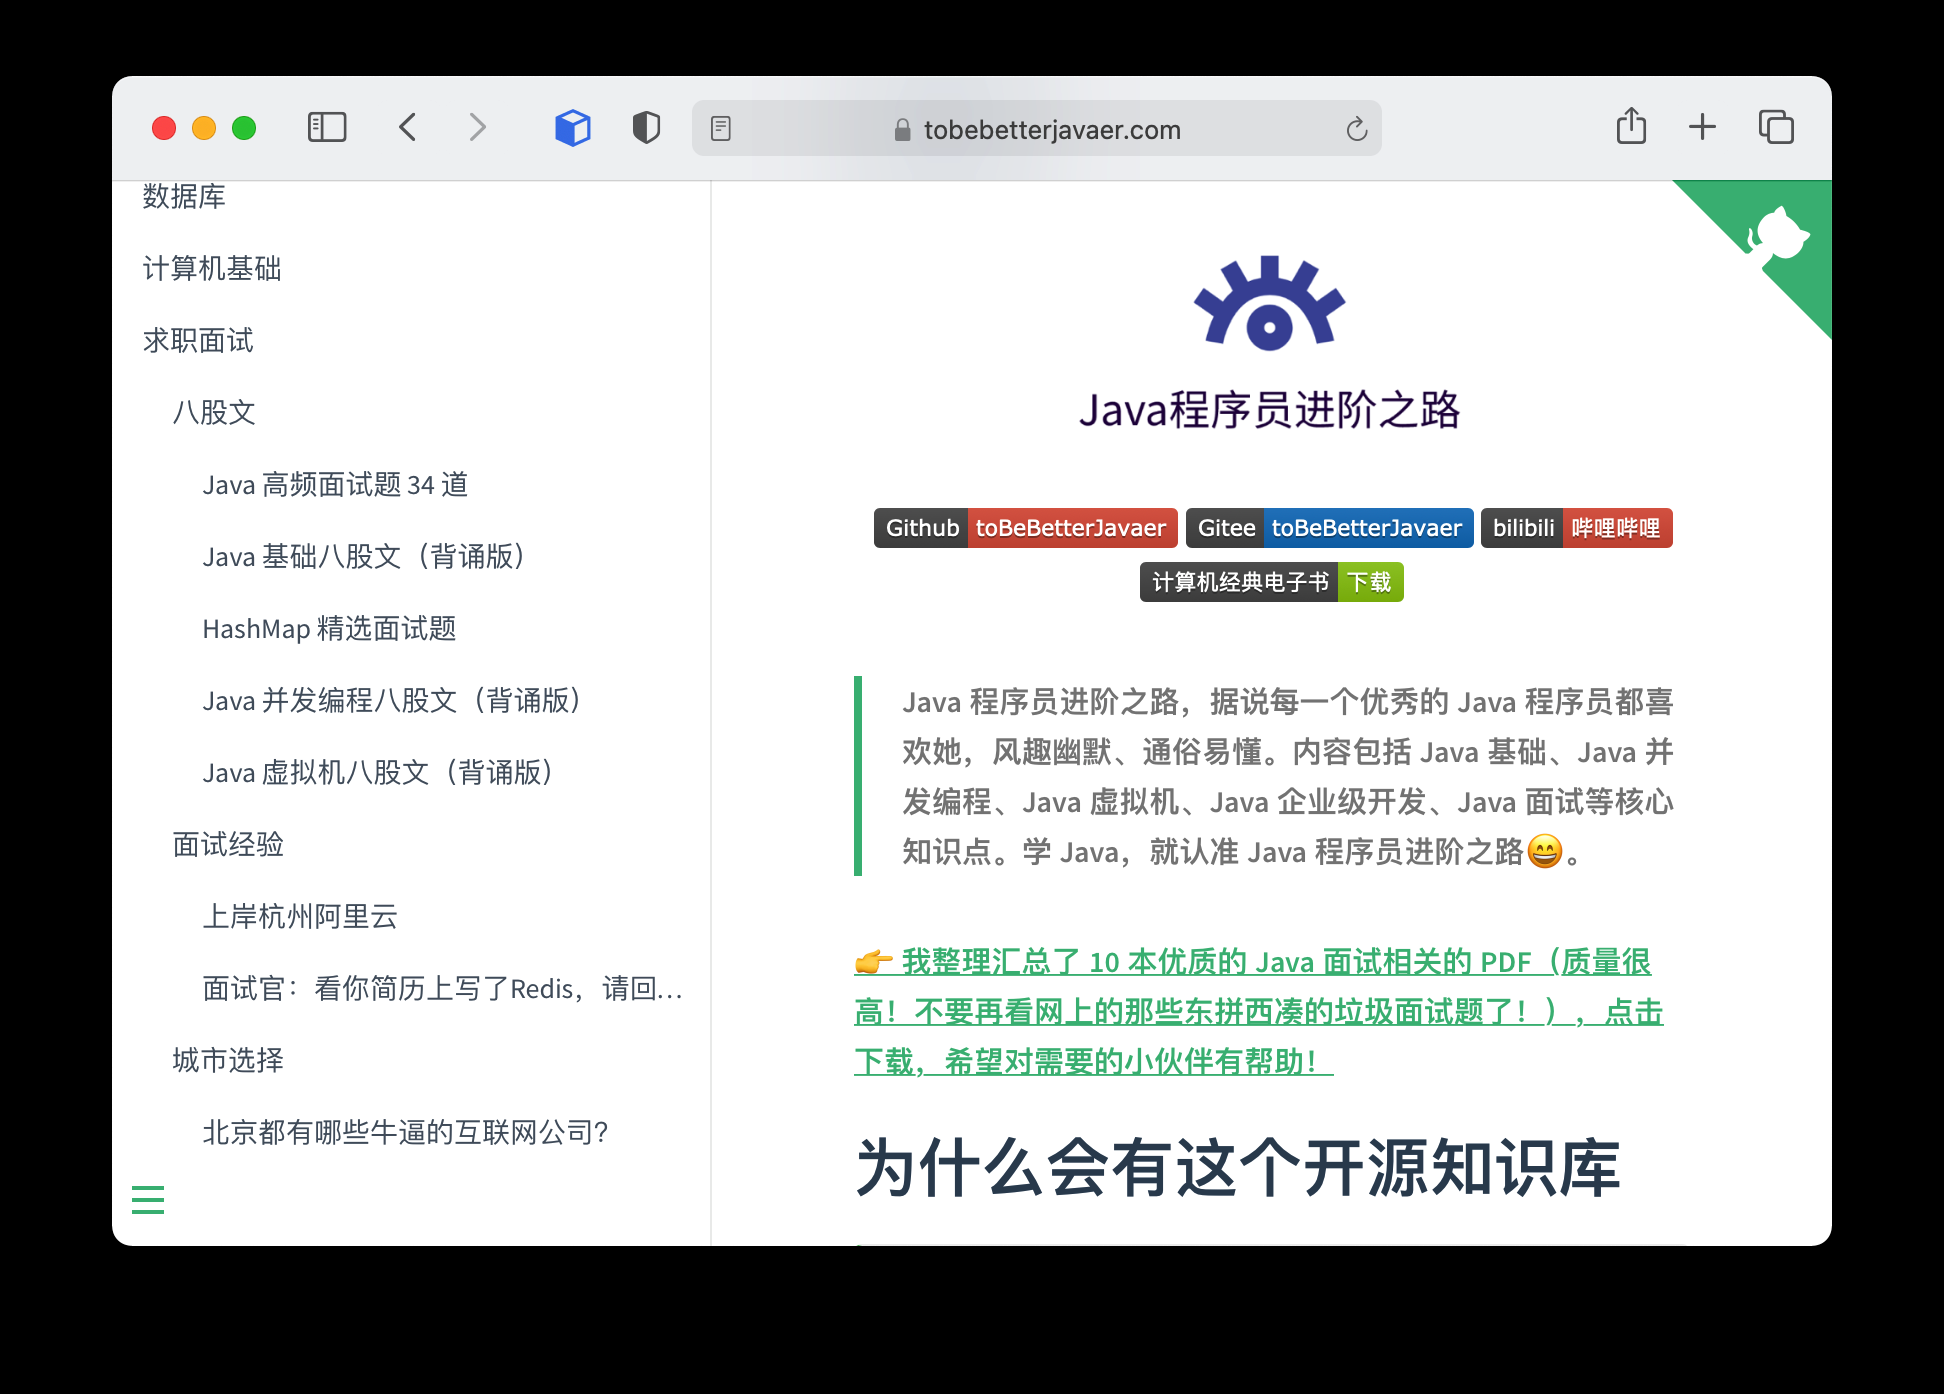 tobebetterjavaer.com
数据库
计算机基础
求职面试
八股文
Java 高频面试题 34 道
Java 基础八股文（背诵版）
HashMap 精选面试题
Java 并发编程八股文（背诵版）
Java 虚拟机八股文（背诵版）
面试经验
上岸杭州阿里云
面试官：看你简历上写了Redis，请回…
城市选择
北京都有哪些牛逼的互联网公司？
Java程序员进阶之路
Github toBeBetterJavaer Gitee toBeBetterJavaer bilibili 哔哩哔哩
计算机经典电子书 下载
Java 程序员进阶之路，据说每一个优秀的 Java 程序员都喜
欢她，风趣幽默、通俗易懂。内容包括 Java 基础、Java 并
发编程、Java 虚拟机、Java 企业级开发、Java 面试等核心
知识点。学 Java，就认准 Java 程序员进阶之路😄。
👉 我整理汇总了 10 本优质的 Java 面试相关的 PDF（质量很
高！不要再看网上的那些东拼西凑的垃圾面试题了！），点击
下载，希望对需要的小伙伴有帮助！
为什么会有这个开源知识库